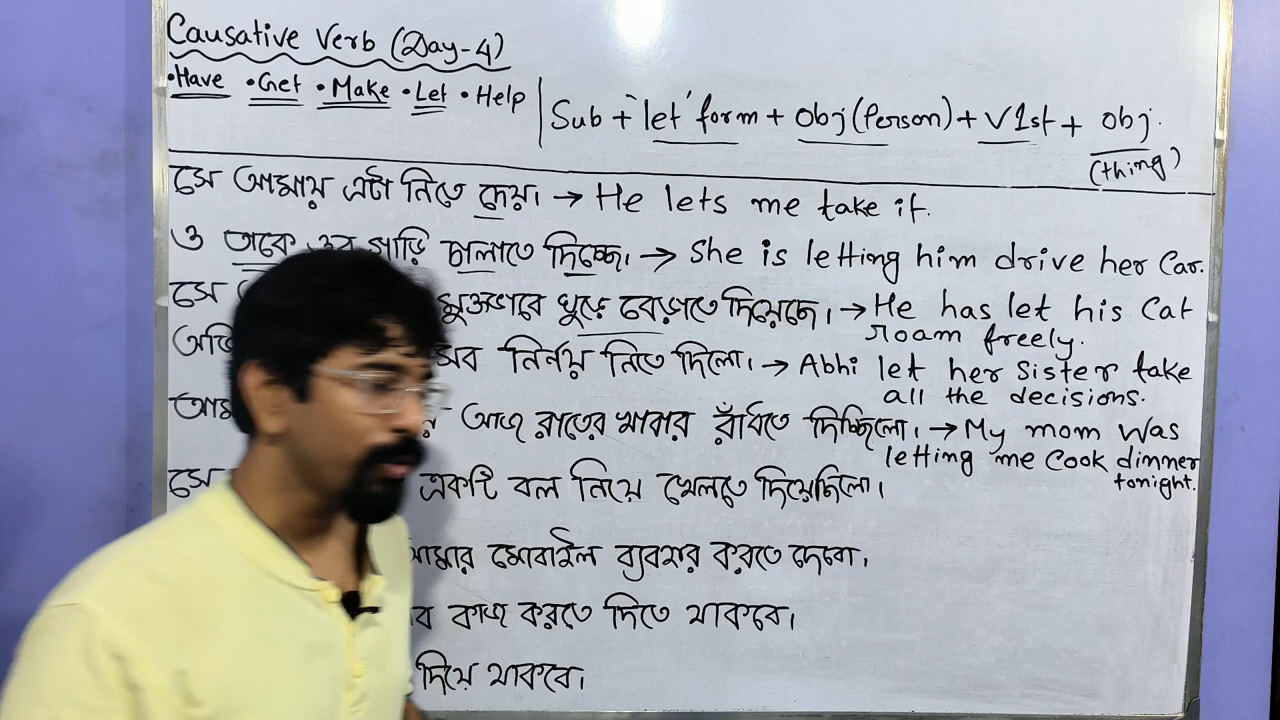 Causative Verb (Day-4)
•Have •Get •Make •Let •Help
Sub + 'let' form + obj (Person) + V1st + obj.
(thing)
সে আমায় এটা নিতে দেয়। → He lets me take it.
ও তাকে ওর গাড়ি চালাতে দিচ্ছে। → She is letting him drive her Car.
সে মুক্তভাবে ঘুড়ে বেড়াতে দিয়েছে। → He has let his Cat
roam freely.
সব নির্নয় নিতে দিলো। → Abhi let her Sister take
all the decisions.
আজ রাতের খাবার রাঁধতে দিচ্ছিলো। → My mom was
letting me Cook dinner
tonight.
সে একটি বল নিয়ে খেলতে দিয়েছিলো।
আমার মোবাইল ব্যবহার করতে দেবো।
কাজ করতে দিতে থাকবে।
দিয়ে থাকবে।